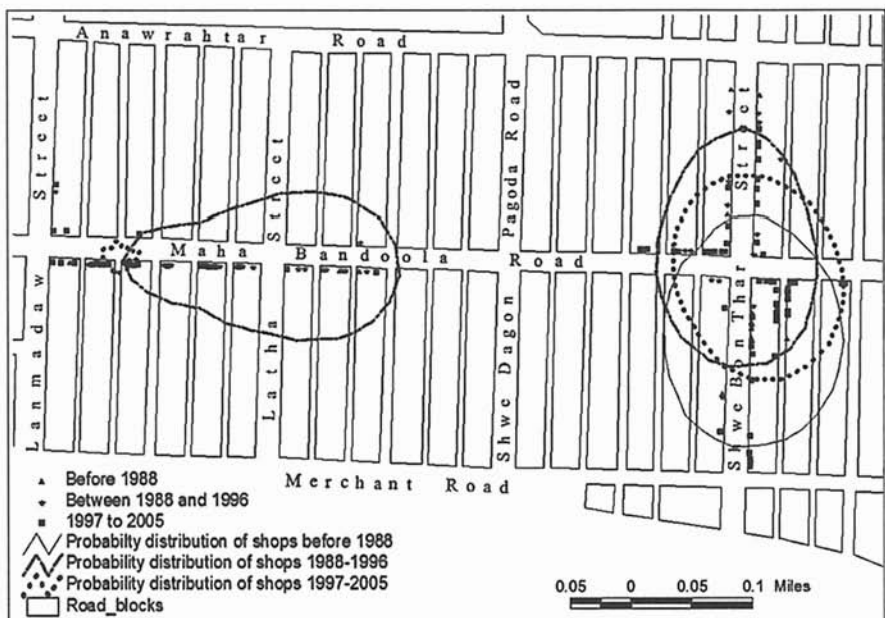 Anawrahtar Road
Lanmadaw Street
Latha Street
Shwe Dagon Pagoda Road
Shwe Bon Thar Street
Maha Bandoola Road
Merchant Road
Before 1988
Between 1988 and 1996
1997 to 2005
Probabilty distribution of shops before 1988
Probability distribution of shops 1988-1996
Probability distribution of shops 1997-2005
Road_blocks
0.05 0 0.05 0.1 Miles